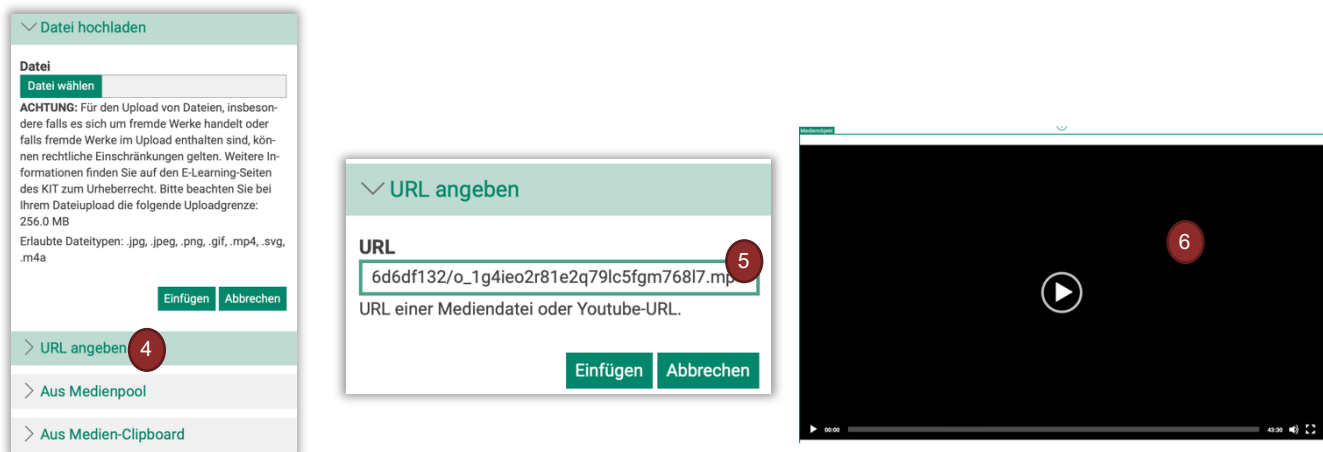 Datei hochladen
Datei
Datei wählen
ACHTUNG: Für den Upload von Dateien, insbeson-
dere falls es sich um fremde Werke handelt oder
falls fremde Werke im Upload enthalten sind, kön-
nen rechtliche Einschränkungen gelten. Weitere In-
formationen finden Sie auf den E-Learning-Seiten
des KIT zum Urheberrecht. Bitte beachten Sie bei
Ihrem Dateiupload die folgende Uploadgrenze:
256.0 MB
Erlaubte Dateitypen: .jpg, .jpeg, .png, .gif, .mp4, .svg,
.m4a
Einfügen Abbrechen
URL angeben 4
Aus Medienpool
Aus Medien-Clipboard
URL angeben
URL
5
6d6df132/o_1g4ieo2r81e2q79lc5fgm768l7.mp
URL einer Mediendatei oder Youtube-URL.
Einfügen Abbrechen
Medienobjekt
6
00:00 43:30